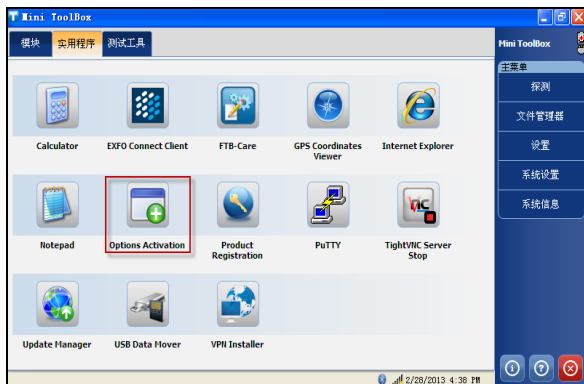 Mini ToolBox
模块 实用程序 测试工具
Mini ToolBox
主菜单
探测
文件管理器
设置
系统设置
系统信息
Calculator EXFO Connect Client FTB-Care GPS Coordinates Viewer Internet Explorer
Notepad Options Activation Product Registration PuTTY TightVNC Server Stop
Update Manager USB Data Mover VPN Installer
2/28/2013 4:38 PM